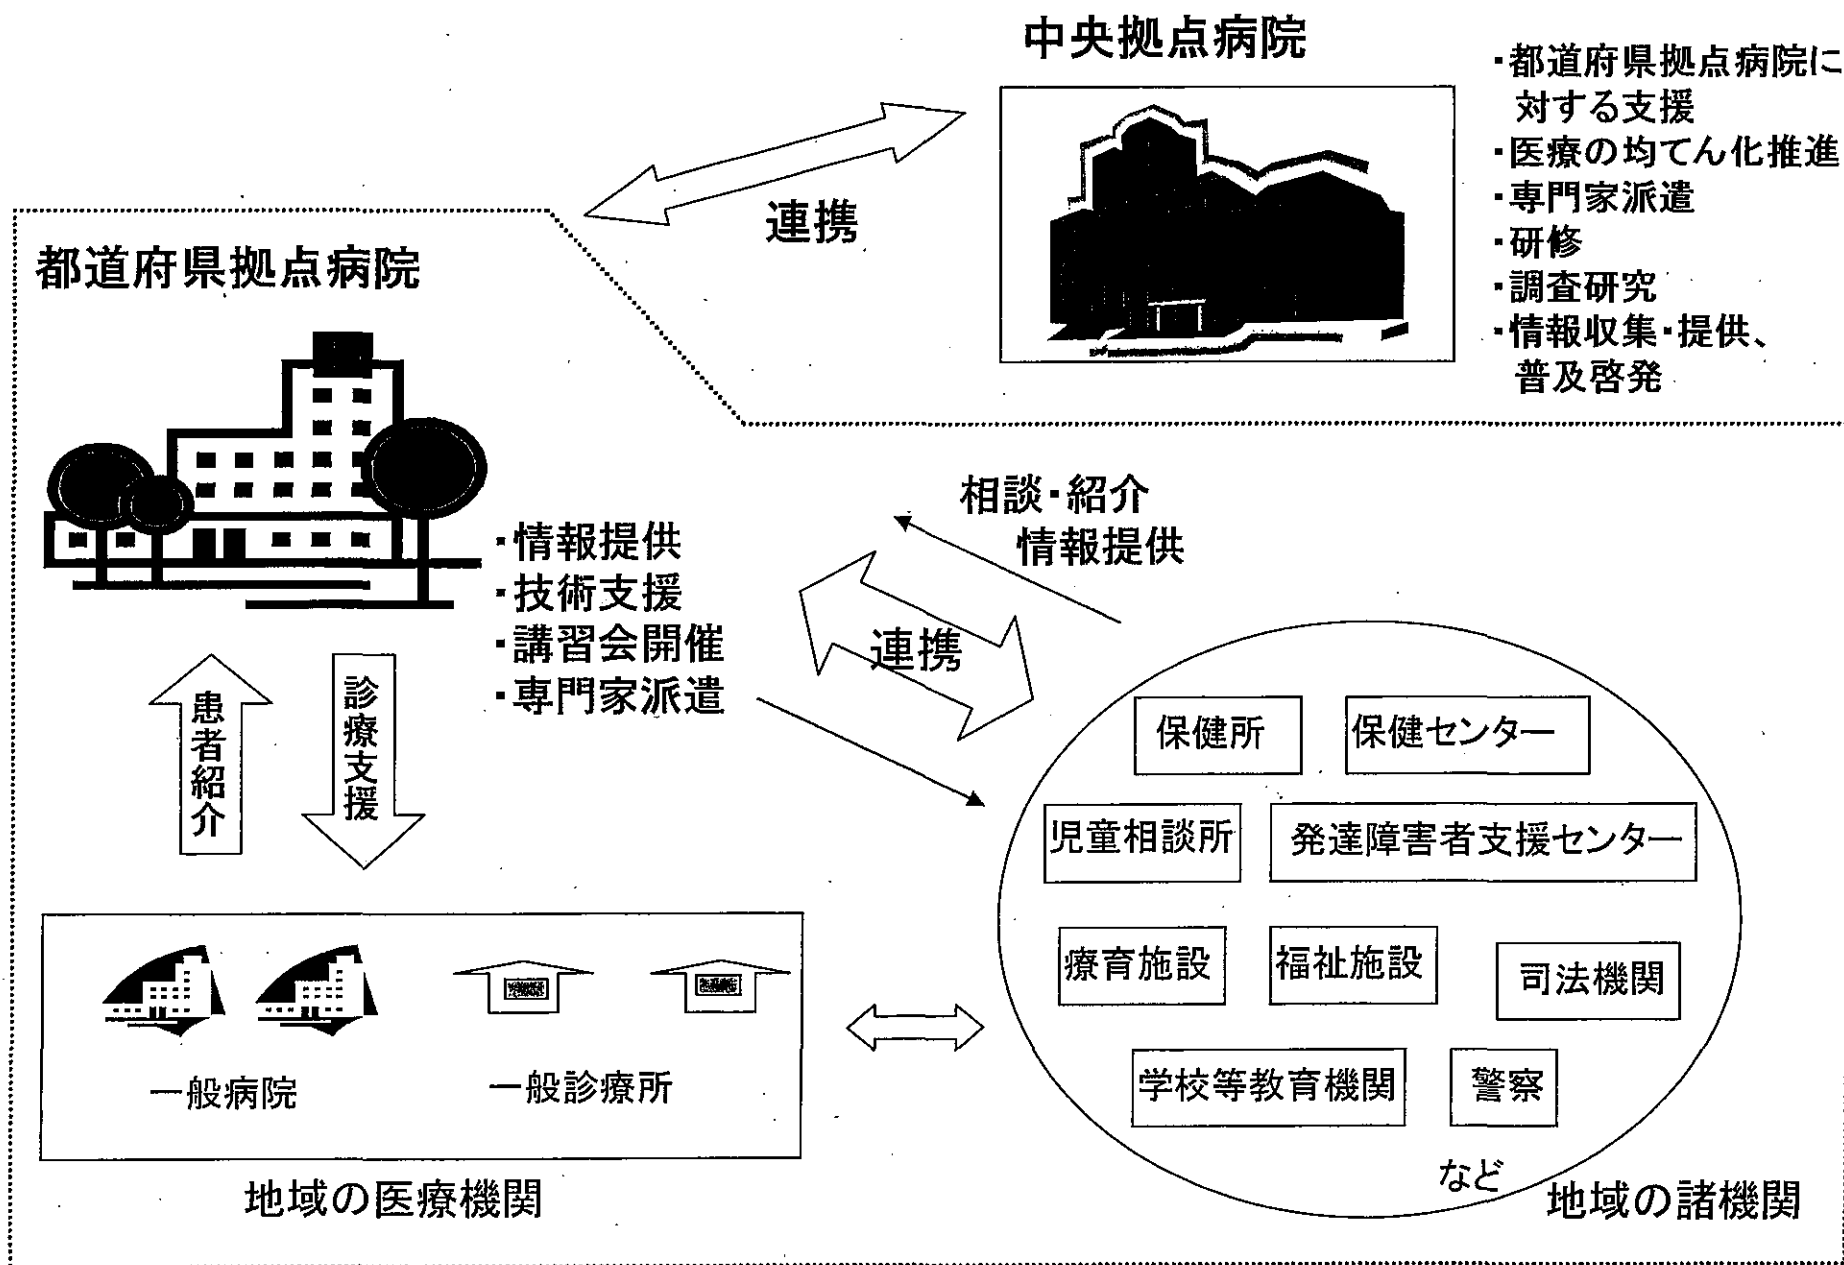 中央拠点病院
・都道府県拠点病院に
対する支援
・医療の均てん化推進
・専門家派遣
・研修
・調査研究
・情報収集・提供、
普及啓発
連携
都道府県拠点病院
・情報提供
・技術支援
・講習会開催
・専門家派遣
相談・紹介
情報提供
連携
患者紹介
診療支援
保健所
保健センター
児童相談所
発達障害者支援センター
療育施設
福祉施設
司法機関
学校等教育機関
警察
など
地域の諸機関
一般病院
一般診療所
地域の医療機関